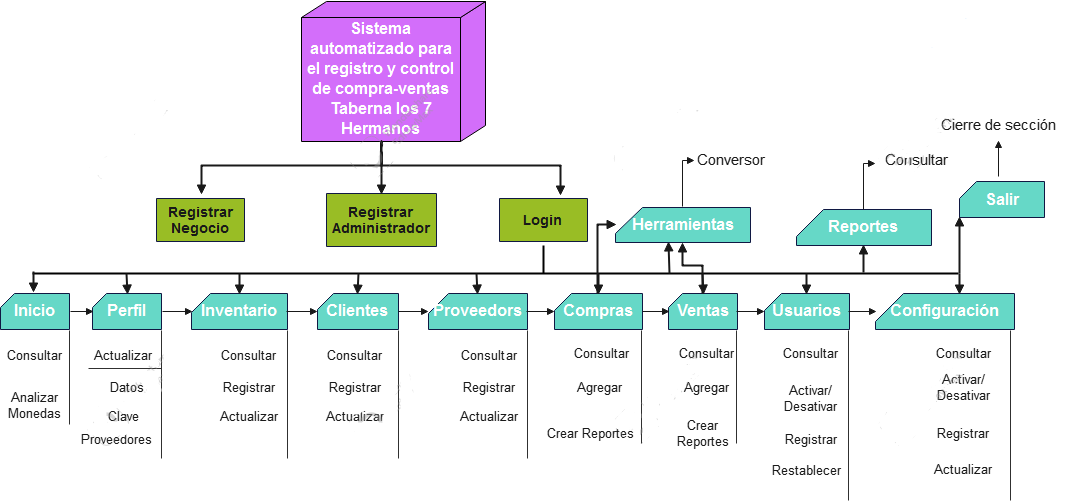 Sistema
automatizado para
el registro y control
de compra-ventas
Taberna los 7
Hermanos
Cierre de sección
Conversor
Consultar
Registrar
Negocio
Registrar
Administrador
Login
Herramientas
Reportes
Salir
Inicio
Perfil
Inventario
Clientes
Proveedors
Compras
Ventas
Usuarios
Configuración
Consultar
Analizar
Monedas
Actualizar
Datos
Clave
Proveedores
Consultar
Registrar
Actualizar
Consultar
Registrar
Actualizar
Consultar
Registrar
Actualizar
Consultar
Agregar
Crear Reportes
Consultar
Agregar
Crear
Reportes
Consultar
Activar/
Desativar
Registrar
Restablecer
Consultar
Activar/
Desativar
Registrar
Actualizar